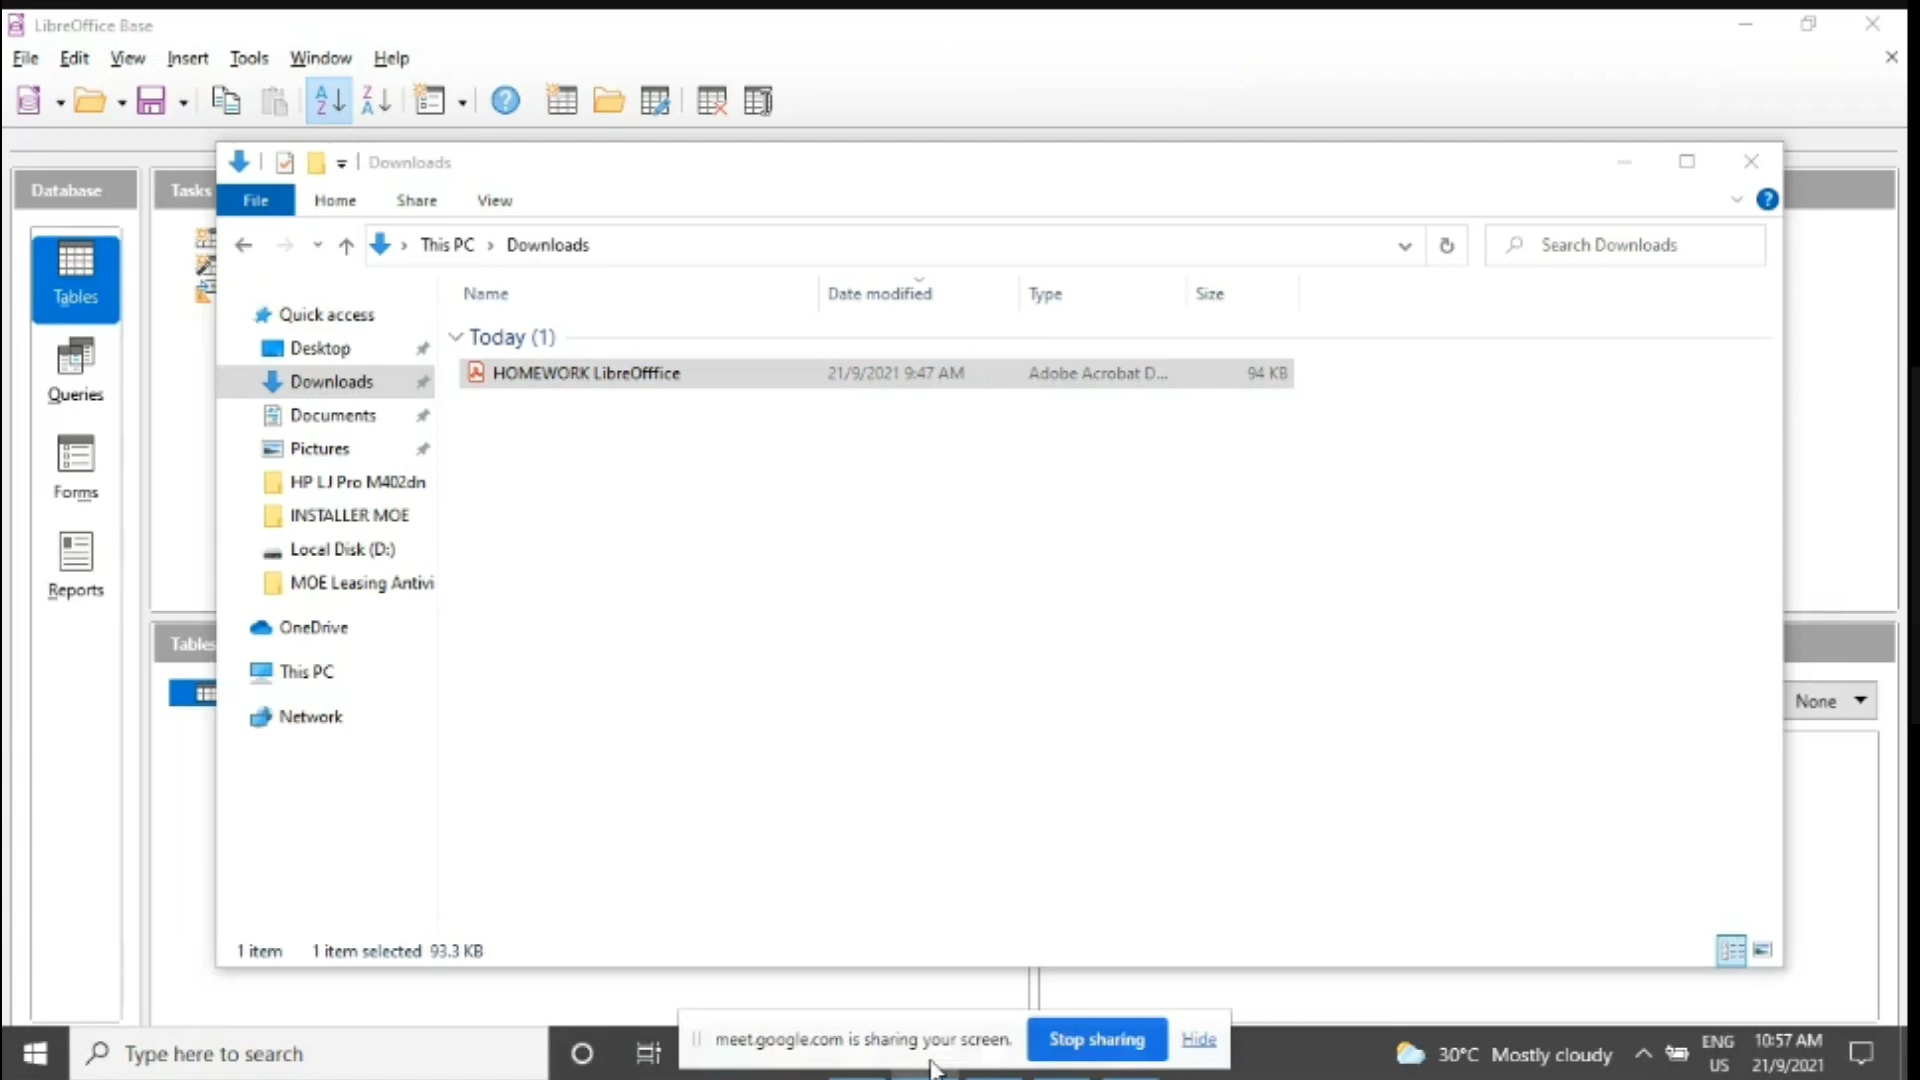 LibreOffice Base
File Edit View Insert Tools Window Help
Database
Tasks
Tables
Queries
Forms
Reports
Tables
None
Downloads
File Home Share View
This PC > Downloads
Search Downloads
Name Date modified Type Size
Quick access
Desktop
Downloads
Documents
Pictures
HP LJ Pro M402dn
INSTALLER MOE
Local Disk (D:)
MOE Leasing Antivi
OneDrive
This PC
Network
Today (1)
HOMEWORK LibreOfffice 21/9/2021 9:47 AM Adobe Acrobat D... 94 KB
1 item 1 item selected 93.3 KB
meet.google.com is sharing your screen. Stop sharing Hide
Type here to search
30°C Mostly cloudy
ENG
US
10:57 AM
21/9/2021